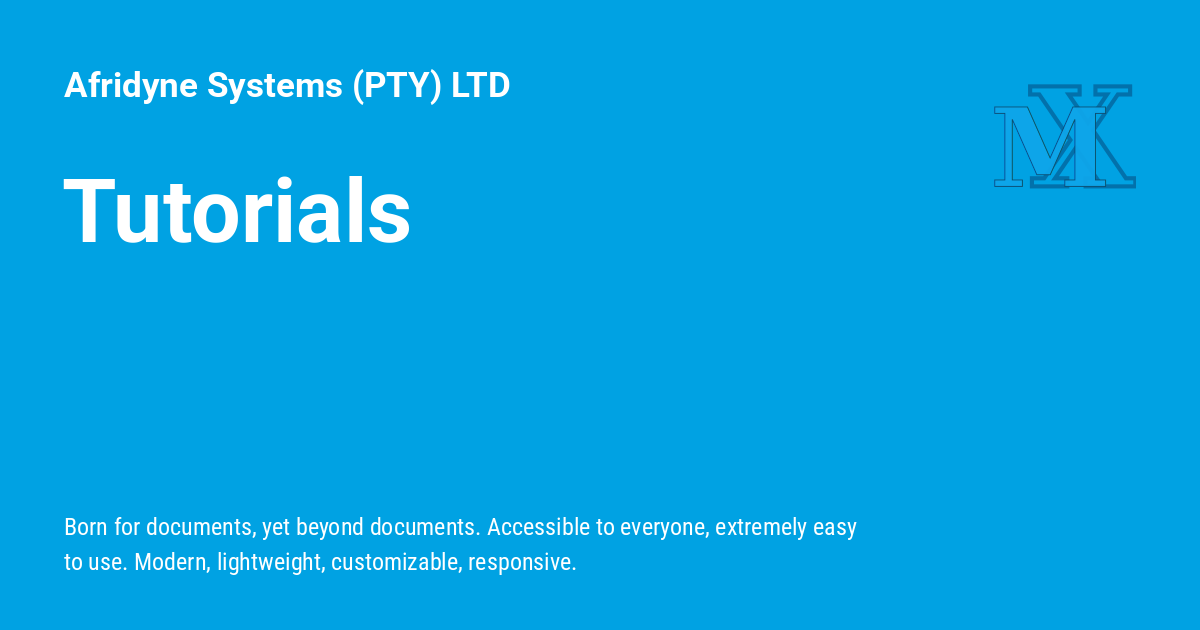 Afridyne Systems (PTY) LTD
MX
Tutorials
Born for documents, yet beyond documents. Accessible to everyone, extremely easy
to use. Modern, lightweight, customizable, responsive.